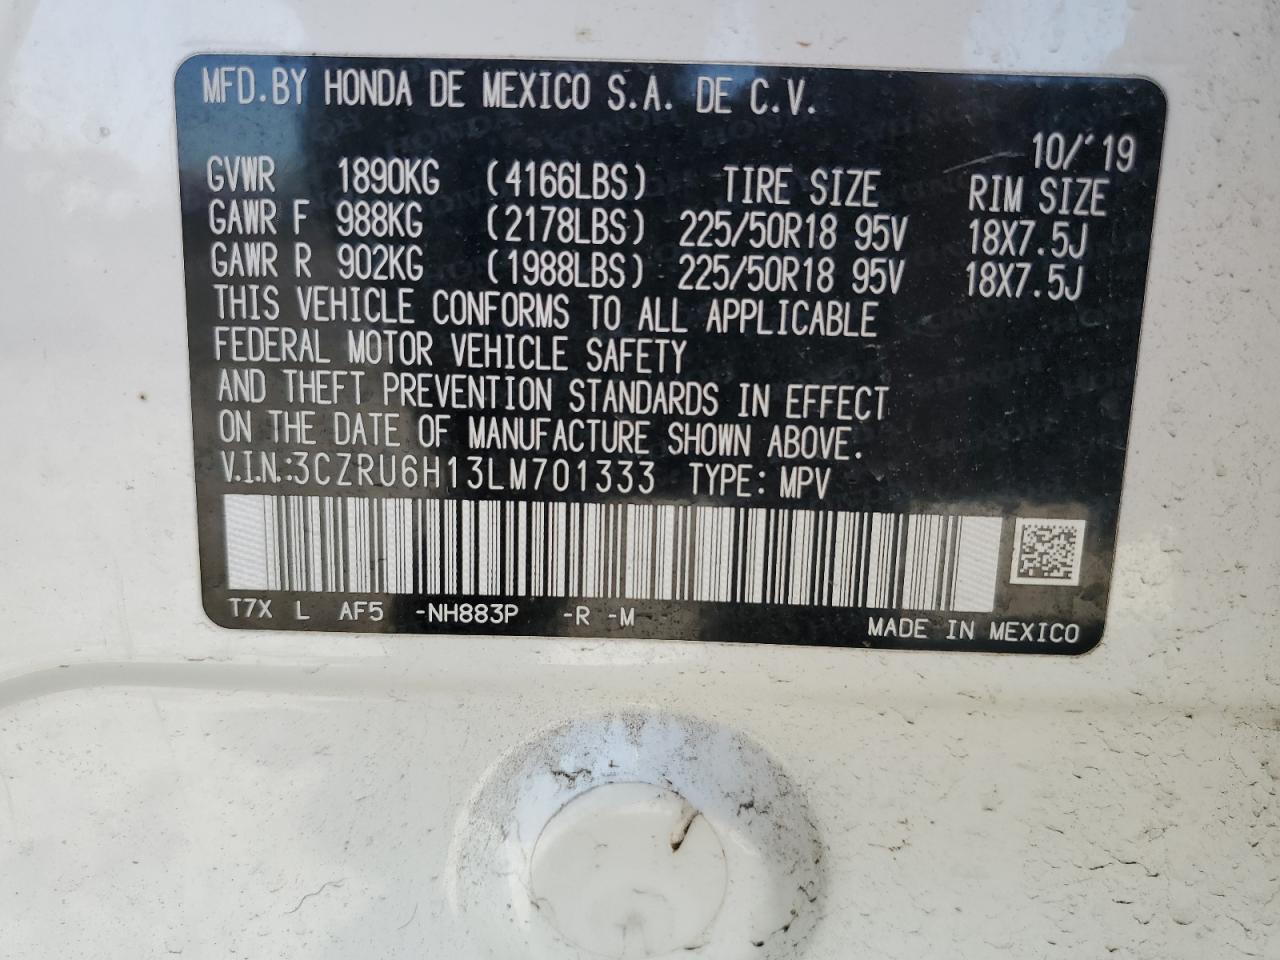 MFD.BY HONDA DE MEXICO S.A. DE C.V.
10/'19
GVWR 1890KG (4166LBS) TIRE SIZE RIM SIZE
GAWR F 988KG (2178LBS) 225/50R18 95V 18X7.5J
GAWR R 902KG (1988LBS) 225/50R18 95V 18X7.5J
THIS VEHICLE CONFORMS TO ALL APPLICABLE
FEDERAL MOTOR VEHICLE SAFETY
AND THEFT PREVENTION STANDARDS IN EFFECT
ON THE DATE OF MANUFACTURE SHOWN ABOVE.
V.I.N.:3CZRU6H13LM701333 TYPE: MPV
T7X L AF5 -NH883P -R -M
MADE IN MEXICO